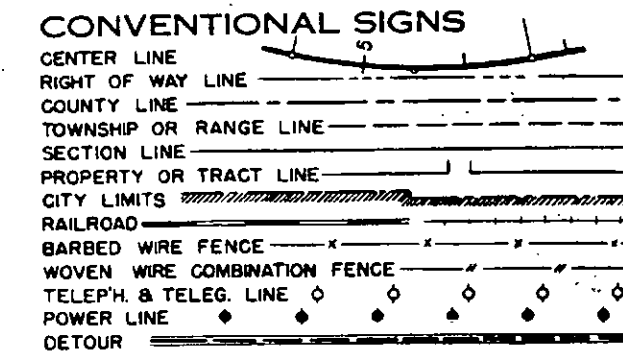 CONVENTIONAL SIGNS
CENTER LINE 5
RIGHT OF WAY LINE
COUNTY LINE
TOWNSHIP OR RANGE LINE
SECTION LINE
PROPERTY OR TRACT LINE
CITY LIMITS
RAILROAD
BARBED WIRE FENCE
WOVEN WIRE COMBINATION FENCE
TELEP'H. & TELEG. LINE
POWER LINE
DETOUR